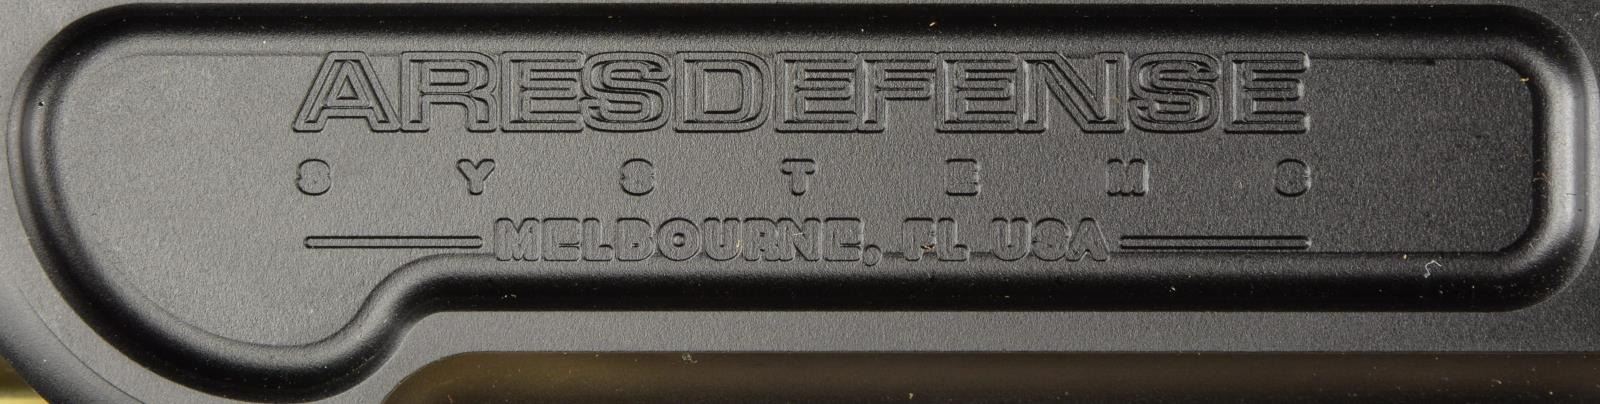 ARESDEFENSE
SYSTEMS
MELBOURNE, FL USA